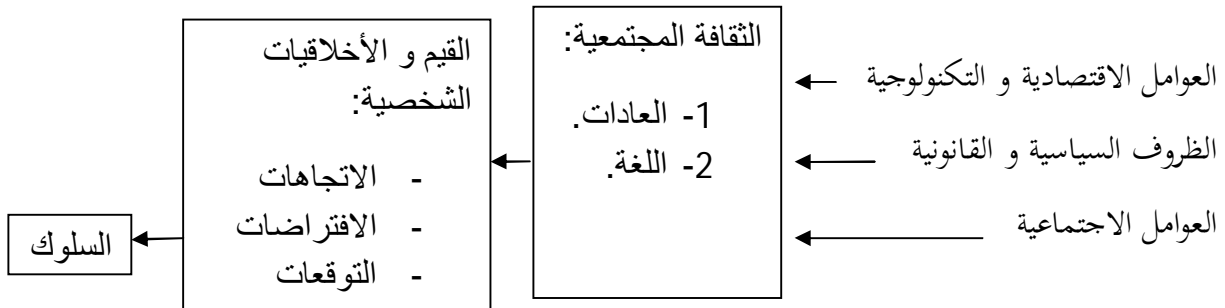 العوامل الاقتصادية و التكنولوجية
الظروف السياسية و القانونية
العوامل الاجتماعية
الثقافة المجتمعية:
1- العادات.
2- اللغة.
القيم و الأخلاقيات
الشخصية:
- الاتجاهات
- الافتراضات
- التوقعات
السلوك